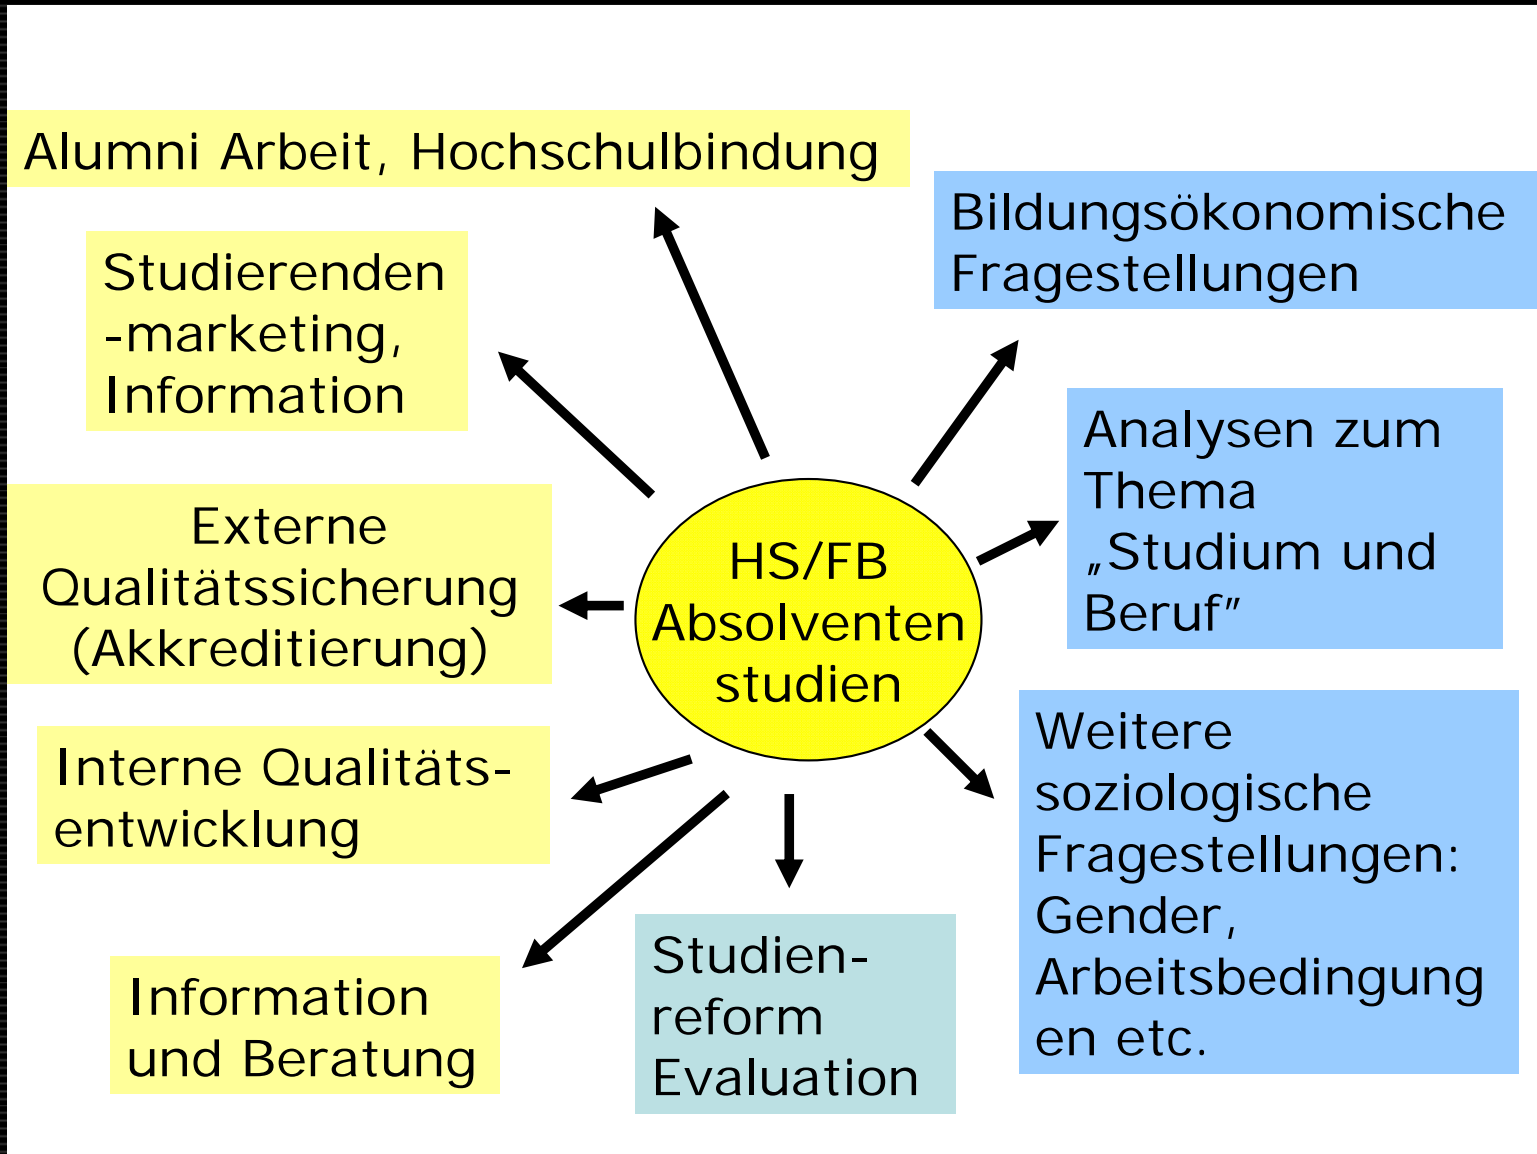 Alumni Arbeit, Hochschulbindung
Studierenden
-marketing,
Information
Externe
Qualitätssicherung
(Akkreditierung)
Interne Qualitäts-
entwicklung
Information
und Beratung
HS/FB
Absolventen
studien
Studien-
reform
Evaluation
Bildungsökonomische
Fragestellungen
Analysen zum
Thema
„Studium und
Beruf”
Weitere
soziologische
Fragestellungen:
Gender,
Arbeitsbedingung
en etc.